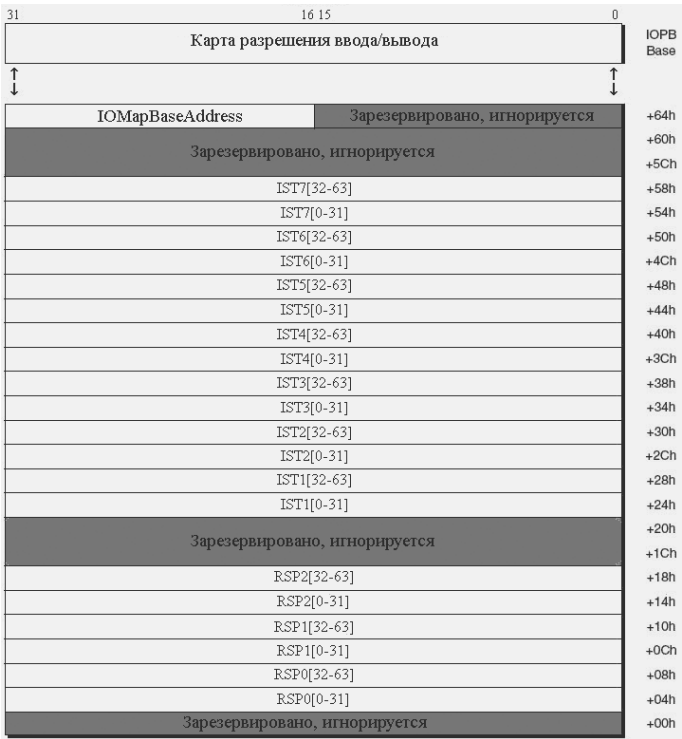 31 16 15 0
Карта разрешения ввода/вывода IOPB
Base
IOMapBaseAddress Зарезервировано, игнорируется +64h
+60h
Зарезервировано, игнорируется
+5Ch
IST7[32-63] +58h
IST7[0-31] +54h
IST6[32-63] +50h
IST6[0-31] +4Ch
IST5[32-63] +48h
IST5[0-31] +44h
IST4[32-63] +40h
IST4[0-31] +3Ch
IST3[32-63] +38h
IST3[0-31] +34h
IST2[32-63] +30h
IST2[0-31] +2Ch
IST1[32-63] +28h
IST1[0-31] +24h
+20h
Зарезервировано, игнорируется
+1Ch
RSP2[32-63] +18h
RSP2[0-31] +14h
RSP1[32-63] +10h
RSP1[0-31] +0Ch
RSP0[32-63] +08h
RSP0[0-31] +04h
Зарезервировано, игнорируется +00h